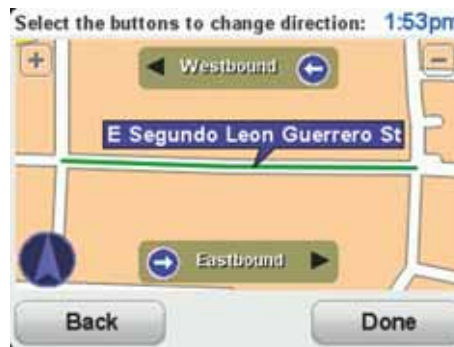 Select the buttons to change direction: 1:53pm
+ −
Westbound
E Segundo Leon Guerrero St
Eastbound
Back Done